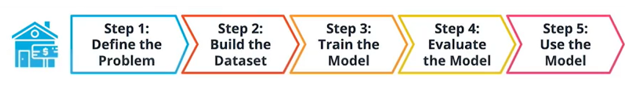 Step 1:
Define the
Problem
Step 2:
Build the
Dataset
Step 3:
Train the
Model
Step 4:
Evaluate
the Model
Step 5:
Use the
Model
$